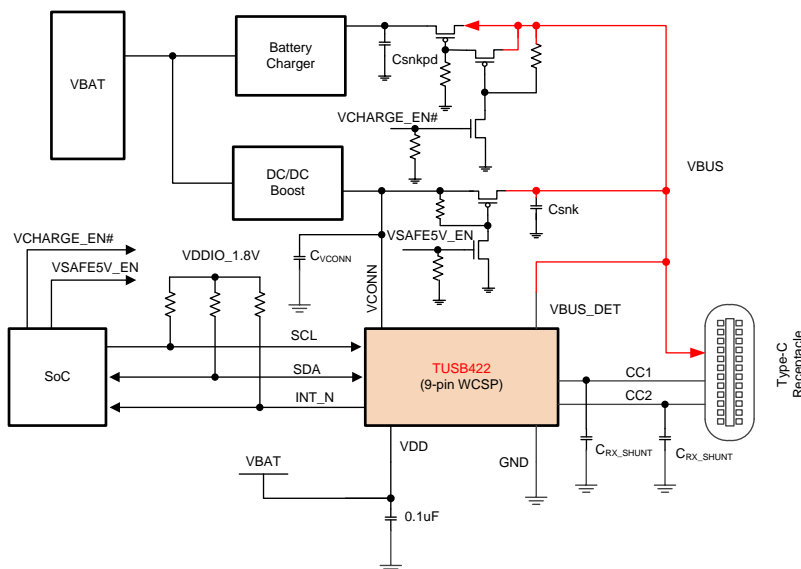 Battery
Charger
Csnkpd
VBAT
VCHARGE_EN#
VBUS
DC/DC
Boost
Csnk
VCHARGE_EN#
VSAFE5V_EN
CVCONN
VSAFE5V_EN
VDDIO_1.8V
VCONN
VBUS_DET
SCL
SoC
SDA
INT_N
TUSB422
(9-pin WCSP)
CC1
CC2
Type-C
Receptacle
VDD
GND
CRX_SHUNT
CRX_SHUNT
VBAT
0.1uF